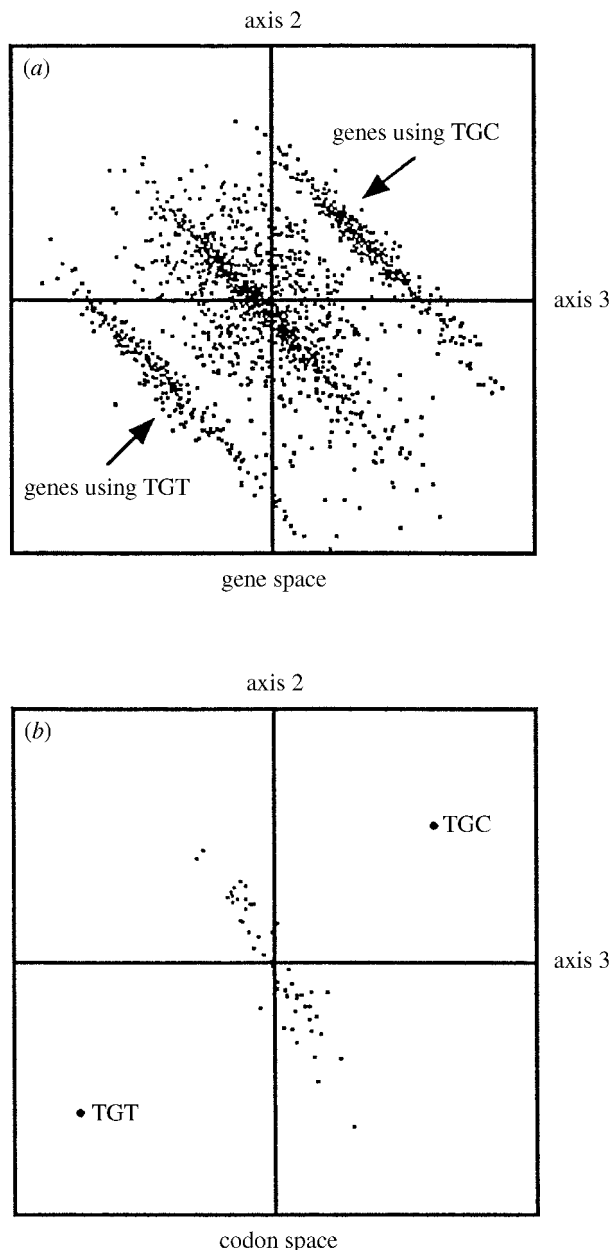 axis 2
(a)
genes using TGC
axis 3
genes using TGT
gene space
axis 2
(b)
TGC
axis 3
TGT
codon space